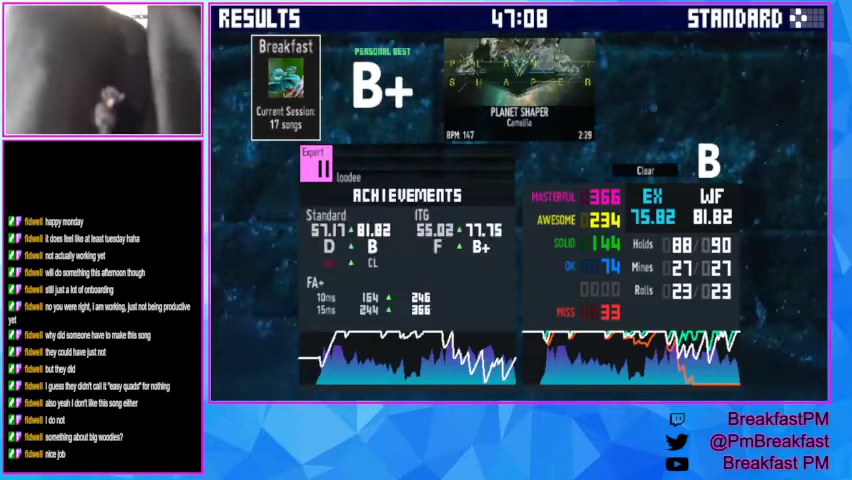 RESULTS
47:08
STANDARD
Breakfast
Current Session:
17 songs
PERSONAL BEST
B+
PLANET
SHAPER
PLANET SHAPER
Camellia
BPM: 147
2:29
Expert
11
loodee
Clear
B
ACHIEVEMENTS
Standard
57.17 81.82
D B
CL
ITG
55.02 77.75
F B+
FA+
10ms 164 246
15ms 244 366
MASTERFUL 366
AWESOME 234
SOLID 144
OK 74
0000
MISS 33
EX WF
75.82 81.82
Holds 88/90
Mines 27/27
Rolls 23/23
fidwell happy monday
fidwell it does feel like at least tuesday haha
fidwell not actually working yet
fidwell will do something this afternoon though
fidwell still just a lot of onboarding
fidwell no you were right, I am working, just not being productive
yet
fidwell why did someone have to make this song
fidwell they could have just not
fidwell but they did
fidwell I guess they didn't call it "easy quads" for nothing
fidwell also yeah I don't like this song either
fidwell I do not
fidwell something about big woodies?
fidwell nice job
BreakfastPM
@PmBreakfast
Breakfast PM